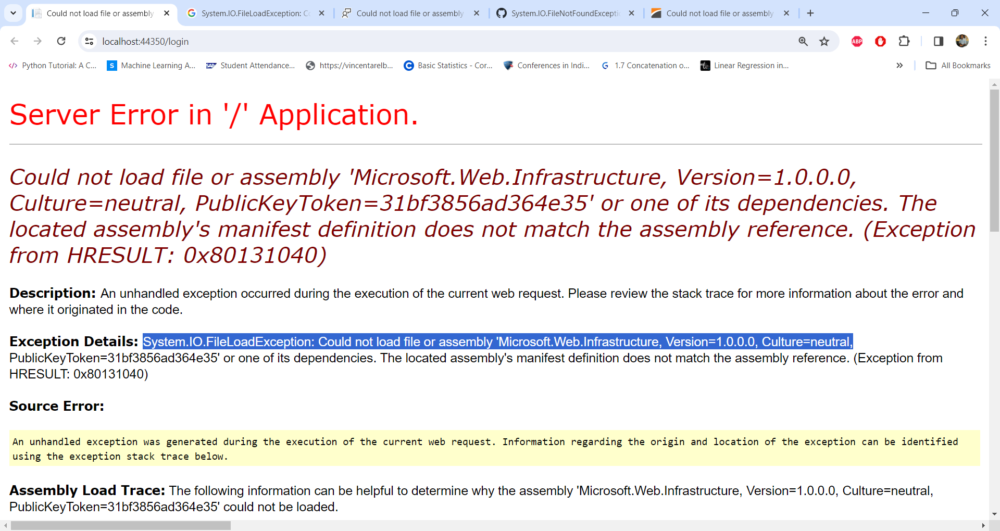 Could not load file or assembly
System.IO.FileLoadException: Co
Could not load file or assembly
System.IO.FileNotFoundExceptio
Could not load file or assembly
localhost:44350/login
ABP
Python Tutorial: A C...
S Machine Learning A...
SAP Student Attendance...
https://vincentarelb...
C Basic Statistics - Cor...
Conferences in Indi...
1.7 Concatenation o...
te Linear Regression in...
All Bookmarks
Server Error in '/' Application.
Could not load file or assembly 'Microsoft.Web.Infrastructure, Version=1.0.0.0,
Culture=neutral, PublicKeyToken=31bf3856ad364e35' or one of its dependencies. The
located assembly's manifest definition does not match the assembly reference. (Exception
from HRESULT: 0x80131040)
Description: An unhandled exception occurred during the execution of the current web request. Please review the stack trace for more information about the error and
where it originated in the code.
Exception Details: System.IO.FileLoadException: Could not load file or assembly 'Microsoft.Web.Infrastructure, Version=1.0.0.0, Culture=neutral,
PublicKeyToken=31bf3856ad364e35' or one of its dependencies. The located assembly's manifest definition does not match the assembly reference. (Exception from
HRESULT: 0x80131040)
Source Error:
An unhandled exception was generated during the execution of the current web request. Information regarding the origin and location of the exception can be identified
using the exception stack trace below.
Assembly Load Trace: The following information can be helpful to determine why the assembly 'Microsoft.Web.Infrastructure, Version=1.0.0.0, Culture=neutral,
PublicKeyToken=31bf3856ad364e35' could not be loaded.